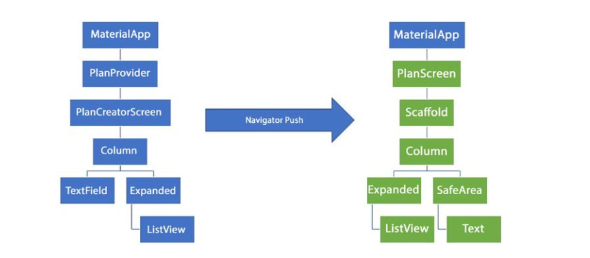 MaterialApp
PlanProvider
PlanCreatorScreen
Column
TextField
Expanded
ListView
Navigator Push
MaterialApp
PlanScreen
Scaffold
Column
Expanded
SafeArea
ListView
Text